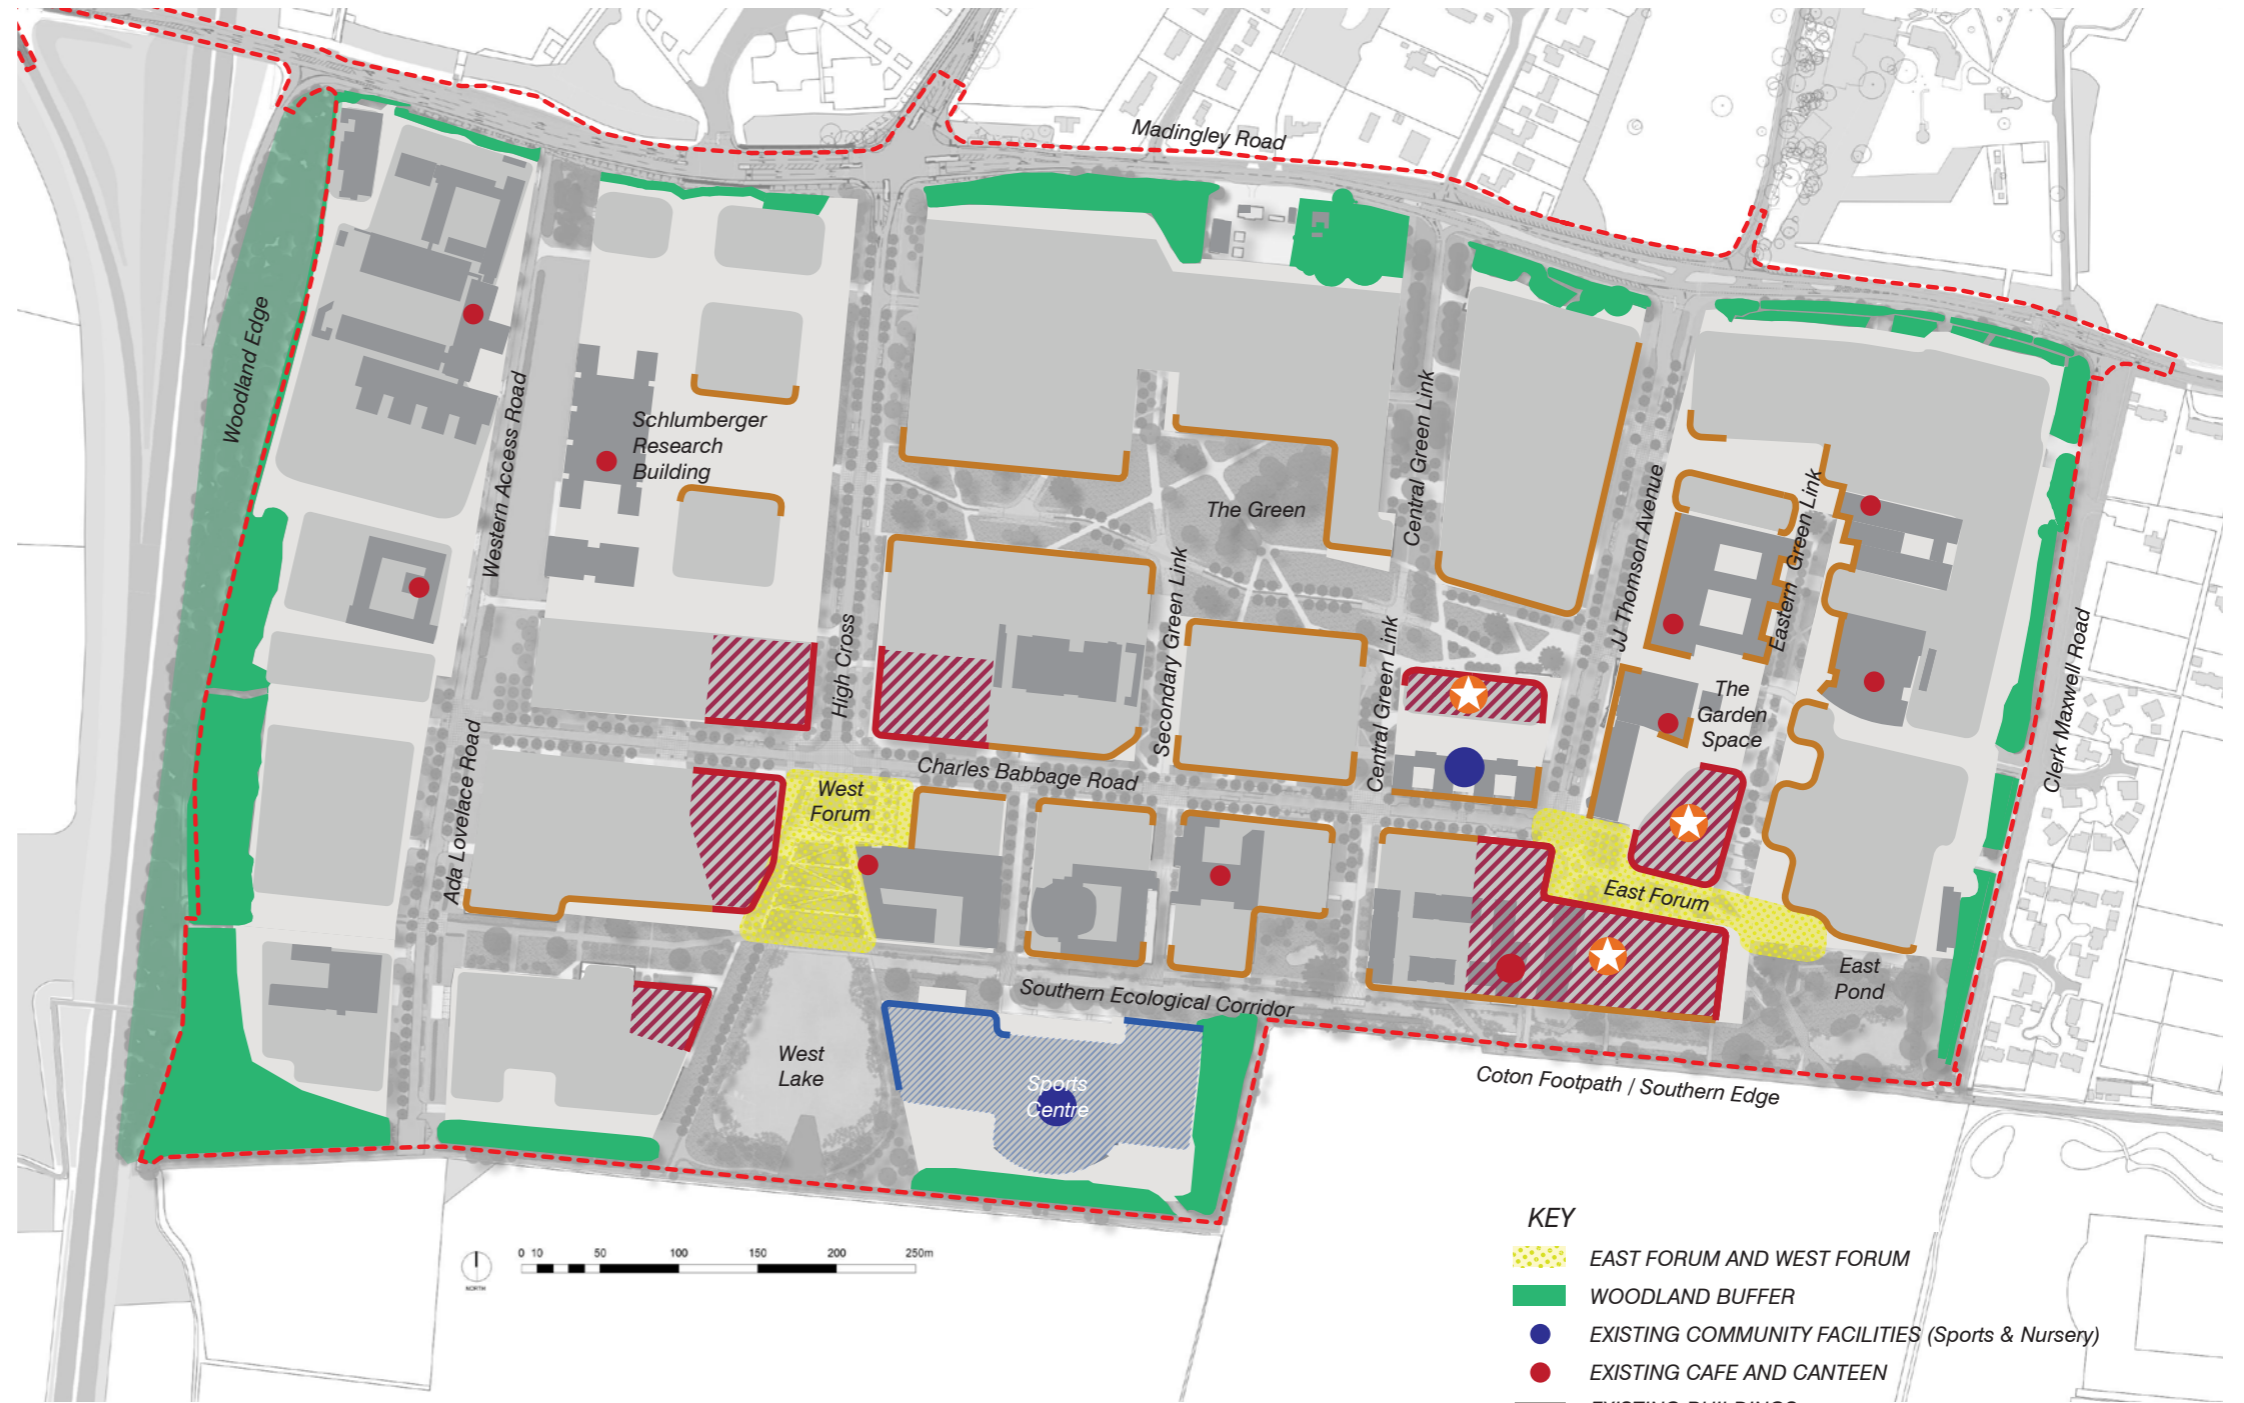 Madingley Road
Woodland Edge
Western Access Road
Schlumberger
Research
Building
High Cross
The Green
Secondary Green Link
Central Green Link
Central Green Link
JJ Thomson Avenue
Eastern Green Link
The
Garden
Space
Clerk Maxwell Road
Ada Lovelace Road
Charles Babbage Road
West
Forum
East Forum
East
Pond
Southern Ecological Corridor
West
Lake
Sports
Centre
Coton Footpath / Southern Edge
0 10 50 100 150 200 250m
NORTH
KEY
EAST FORUM AND WEST FORUM
WOODLAND BUFFER
EXISTING COMMUNITY FACILITIES (Sports & Nursery)
EXISTING CAFE AND CANTEEN
EXISTING BUILDINGS